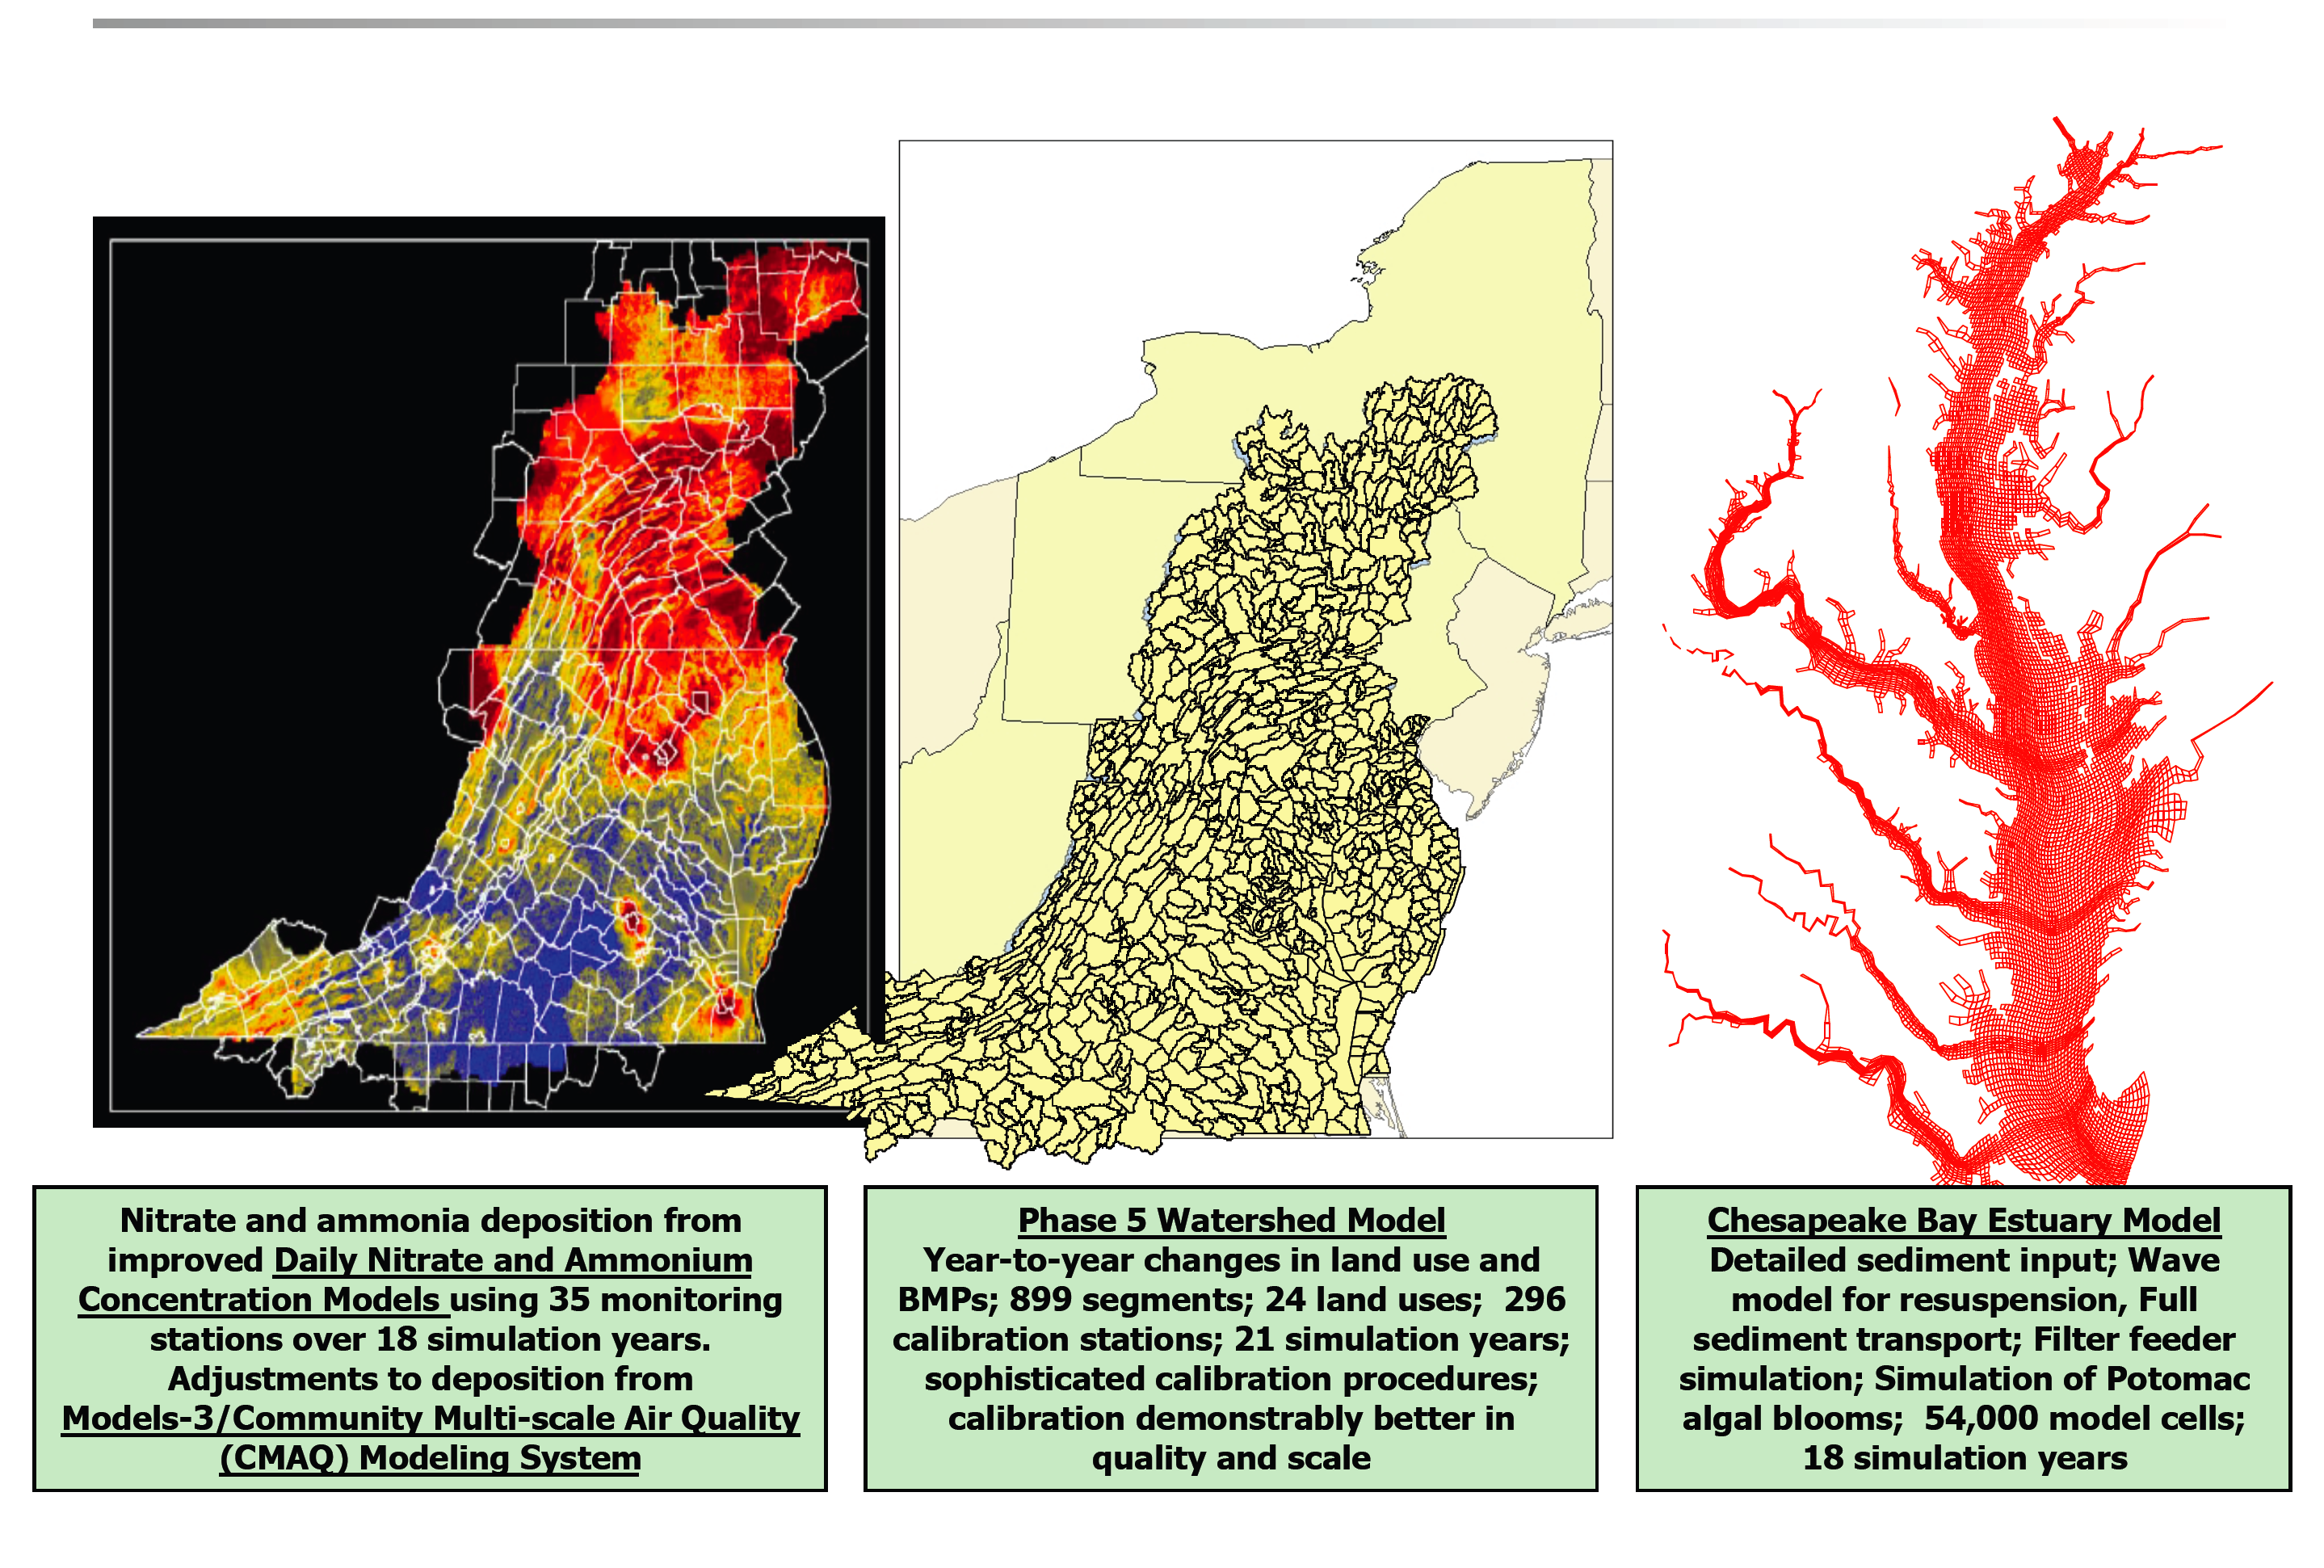 Nitrate and ammonia deposition from
improved Daily Nitrate and Ammonium
Concentration Models using 35 monitoring
stations over 18 simulation years.
Adjustments to deposition from
Models-3/Community Multi-scale Air Quality
(CMAQ) Modeling System
Phase 5 Watershed Model
Year-to-year changes in land use and
BMPs; 899 segments; 24 land uses;  296
calibration stations; 21 simulation years;
sophisticated calibration procedures;
calibration demonstrably better in
quality and scale
Chesapeake Bay Estuary Model
Detailed sediment input; Wave
model for resuspension, Full
sediment transport; Filter feeder
simulation; Simulation of Potomac
algal blooms;  54,000 model cells;
18 simulation years